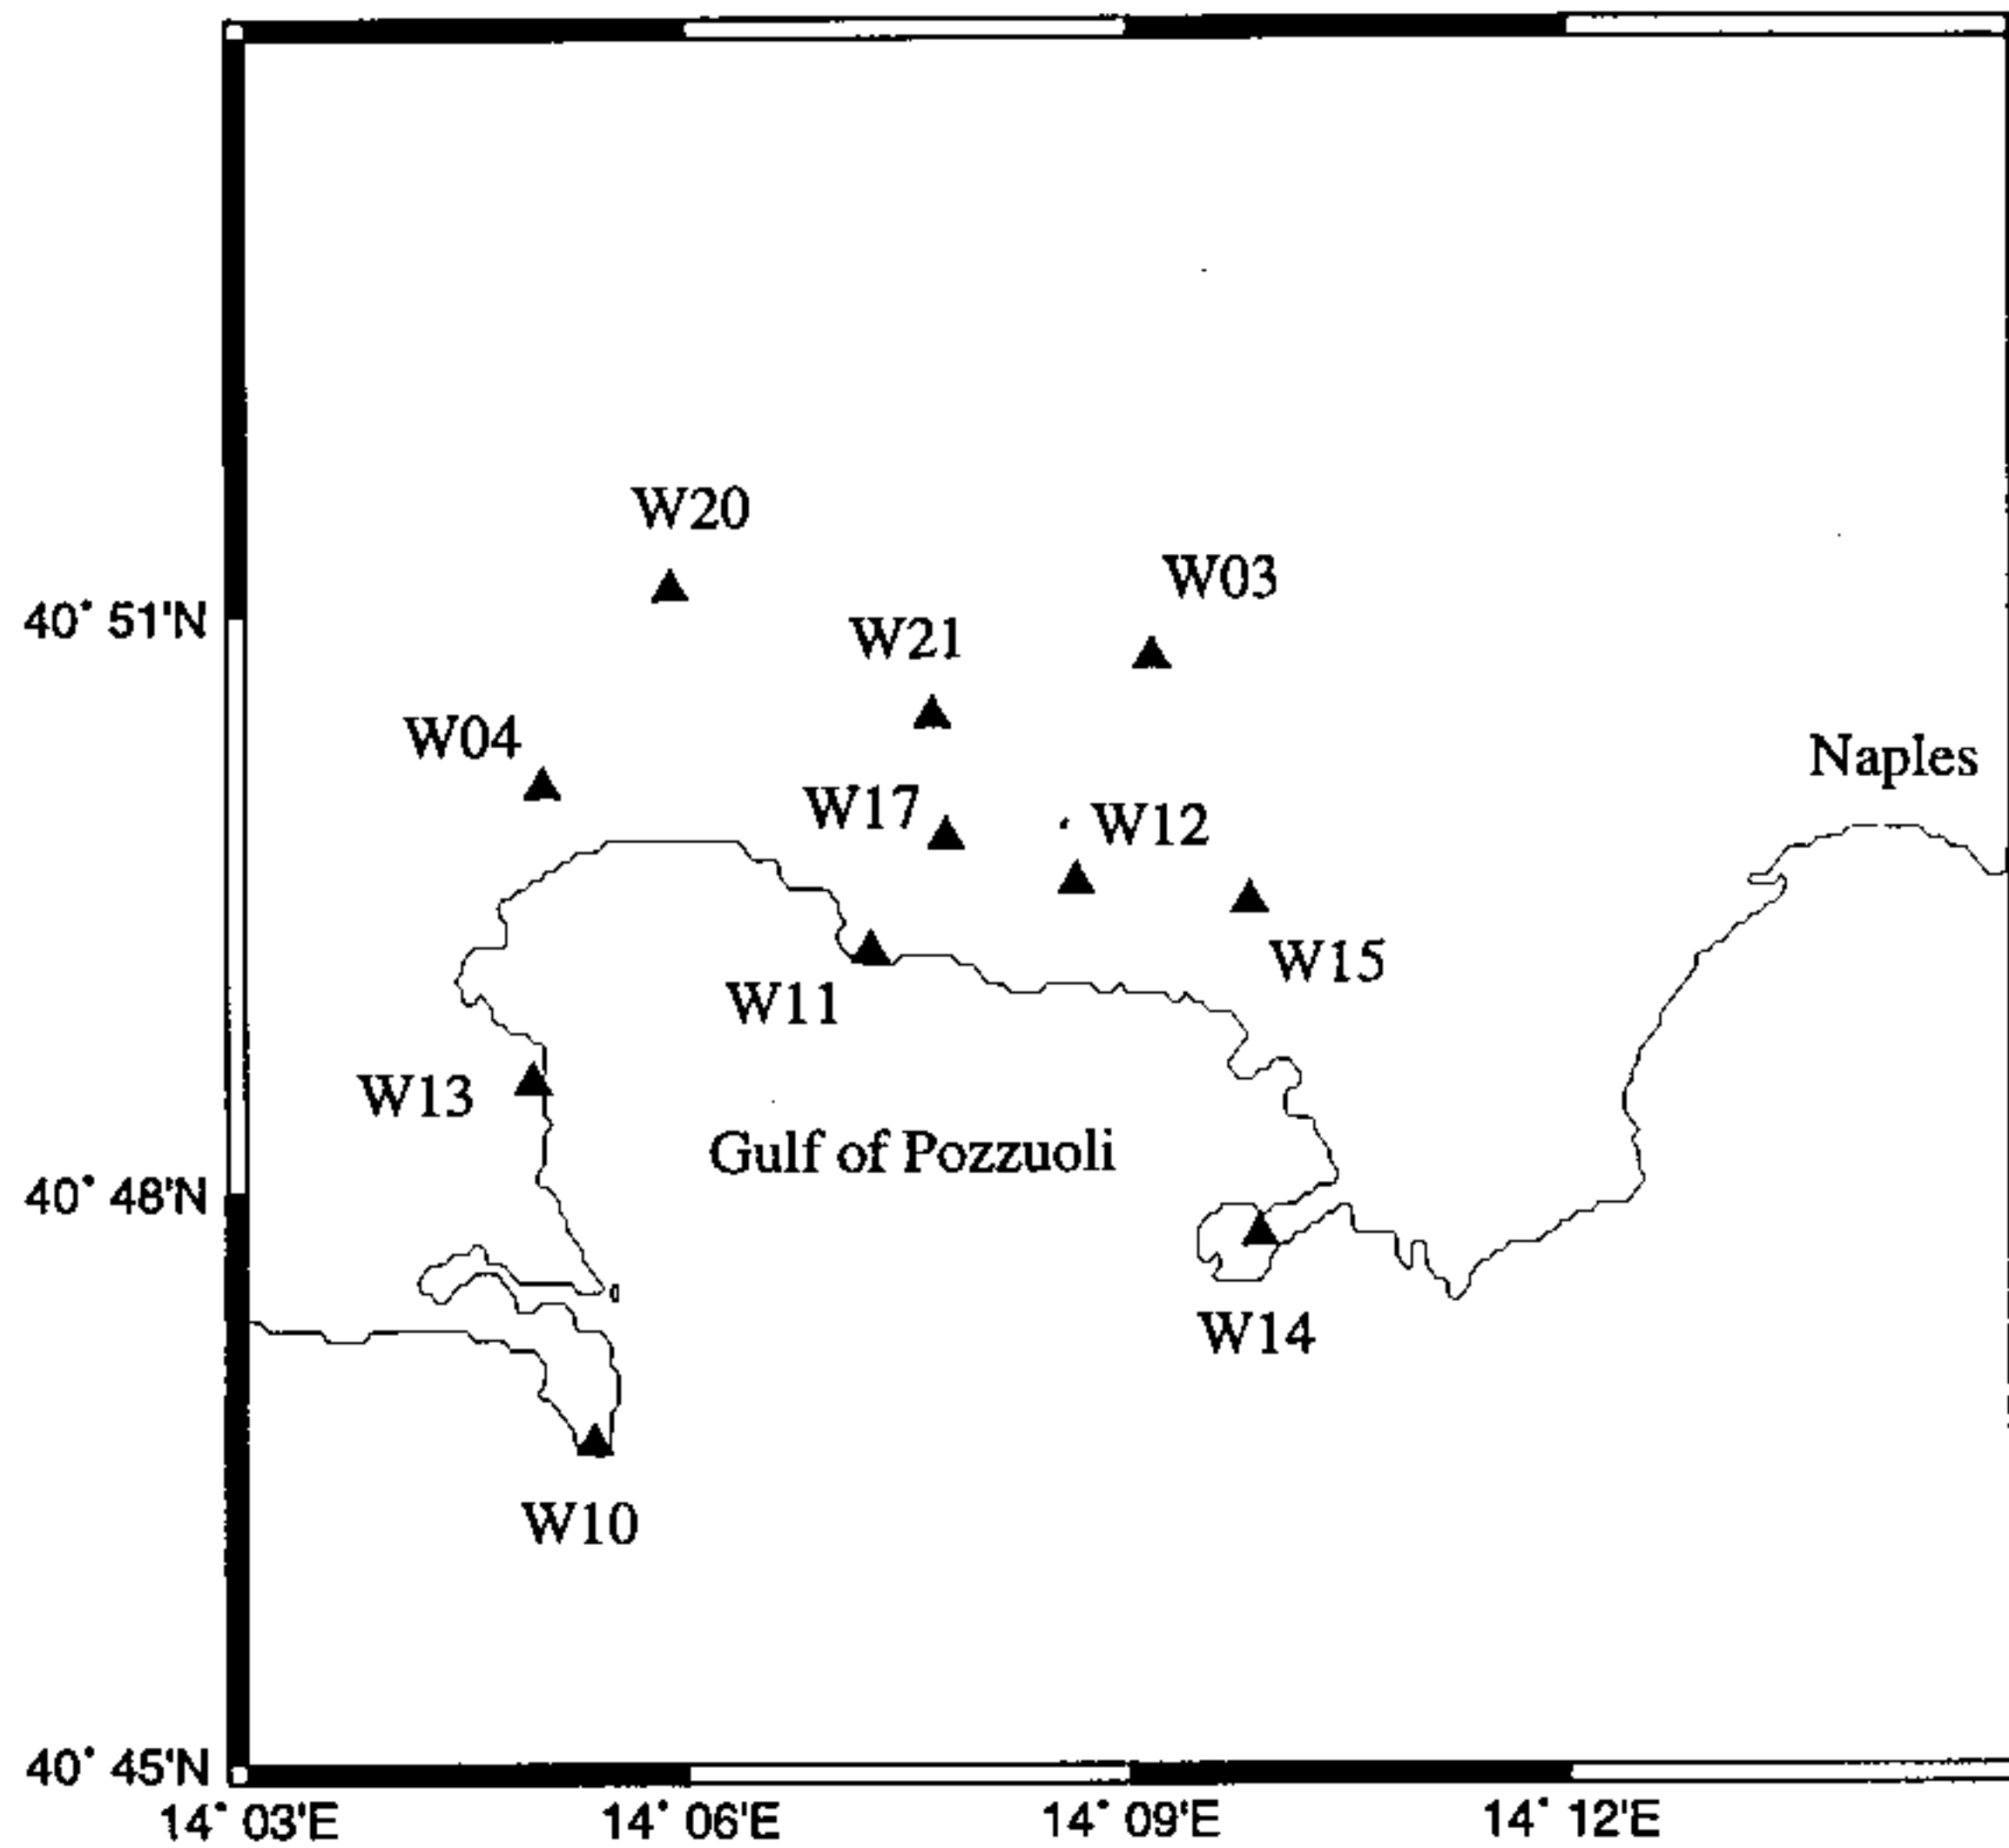 W20
W03
40° 51'N
W21
W04
Naples
W17
W12
W15
W11
W13
Gulf of Pozzuoli
40° 48'N
W14
W10
40° 45'N
14° 03'E
14° 06'E
14° 09'E
14° 12'E